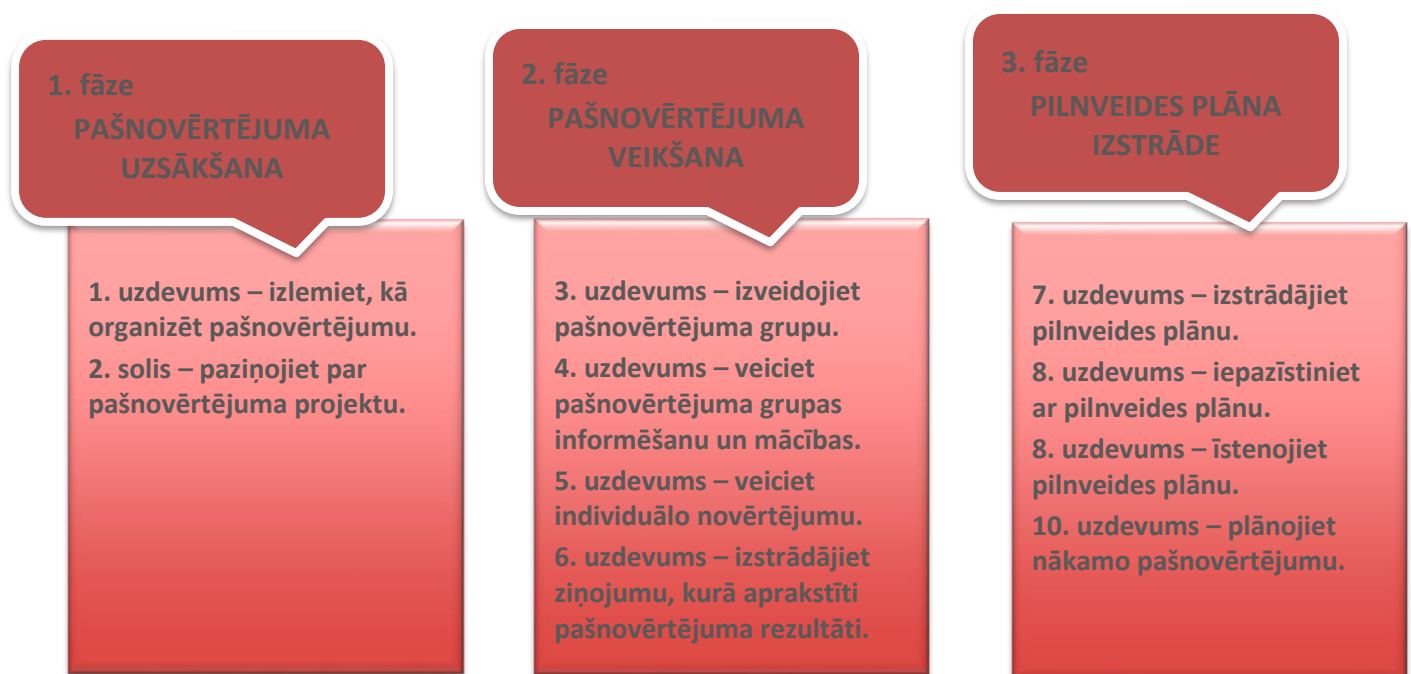 1. fāze
PAŠNOVĒRTĒJUMA
UZSĀKŠANA
1. uzdevums – izlemiet, kā
organizēt pašnovērtējumu.
2. solis – paziņojiet par
pašnovērtējuma projektu.
2. fāze
PAŠNOVĒRTĒJUMA
VEIKŠANA
3. uzdevums – izveidojiet
pašnovērtējuma grupu.
4. uzdevums – veiciet
pašnovērtējuma grupas
informēšanu un mācības.
5. uzdevums – veiciet
individuālo novērtējumu.
6. uzdevums – izstrādājiet
ziņojumu, kurā aprakstīti
pašnovērtējuma rezultāti.
3. fāze
PILNVEIDES PLĀNA
IZSTRĀDE
7. uzdevums – izstrādājiet
pilnveides plānu.
8. uzdevums – iepazīstiniet
ar pilnveides plānu.
8. uzdevums – īstenojiet
pilnveides plānu.
10. uzdevums – plānojiet
nākamo pašnovērtējumu.